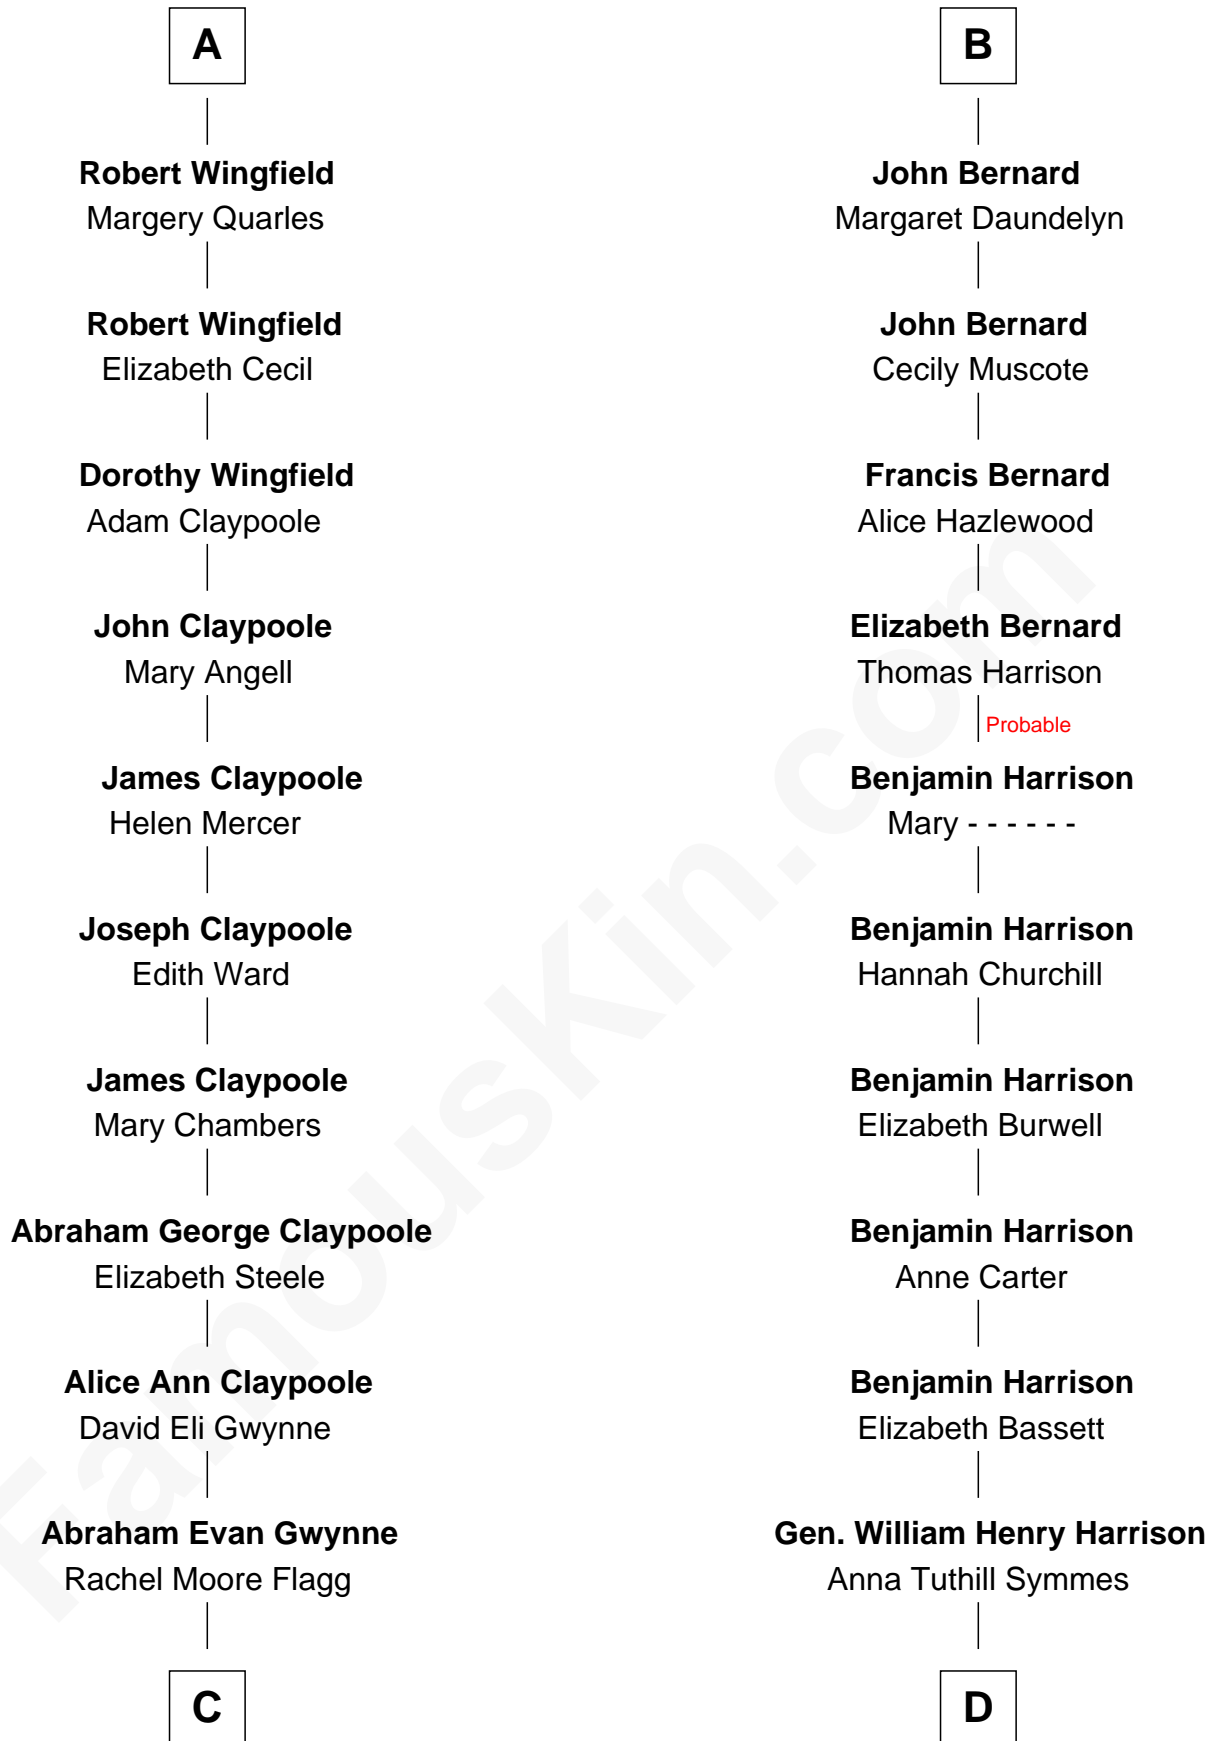 A
Robert Wingfield
Margery Quarles
Robert Wingfield
Elizabeth Cecil
Dorothy Wingfield
Adam Claypoole
John Claypoole
Mary Angell
James Claypoole
Helen Mercer
Joseph Claypoole
Edith Ward
James Claypoole
Mary Chambers
Abraham George Claypoole
Elizabeth Steele
Alice Ann Claypoole
David Eli Gwynne
Abraham Evan Gwynne
Rachel Moore Flagg
C
B
John Bernard
Margaret Daundelyn
John Bernard
Cecily Muscote
Francis Bernard
Alice Hazlewood
Elizabeth Bernard
Thomas Harrison
Probable
Benjamin Harrison
Mary - - - - - -
Benjamin Harrison
Hannah Churchill
Benjamin Harrison
Elizabeth Burwell
Benjamin Harrison
Anne Carter
Benjamin Harrison
Elizabeth Bassett
Gen. William Henry Harrison
Anna Tuthill Symmes
D
FamousKin.com